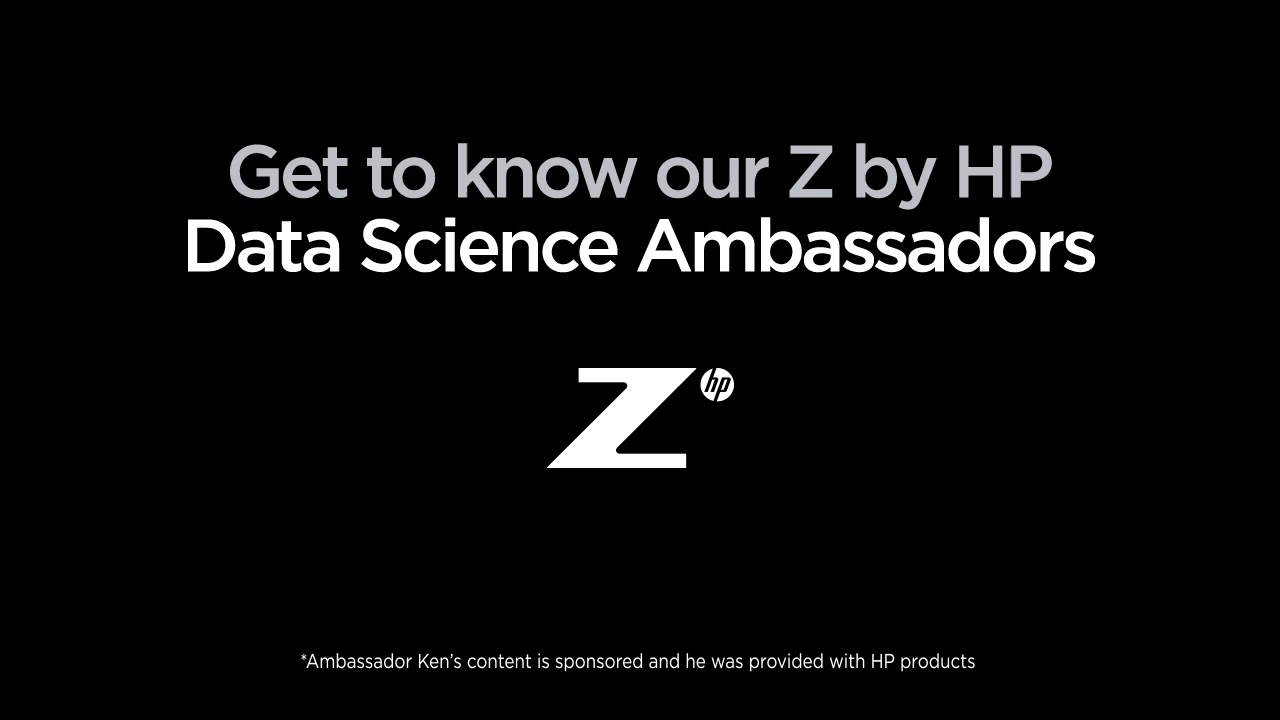 Get to know our Z by HP
Data Science Ambassadors
Z hp
*Ambassador Ken’s content is sponsored and he was provided with HP products